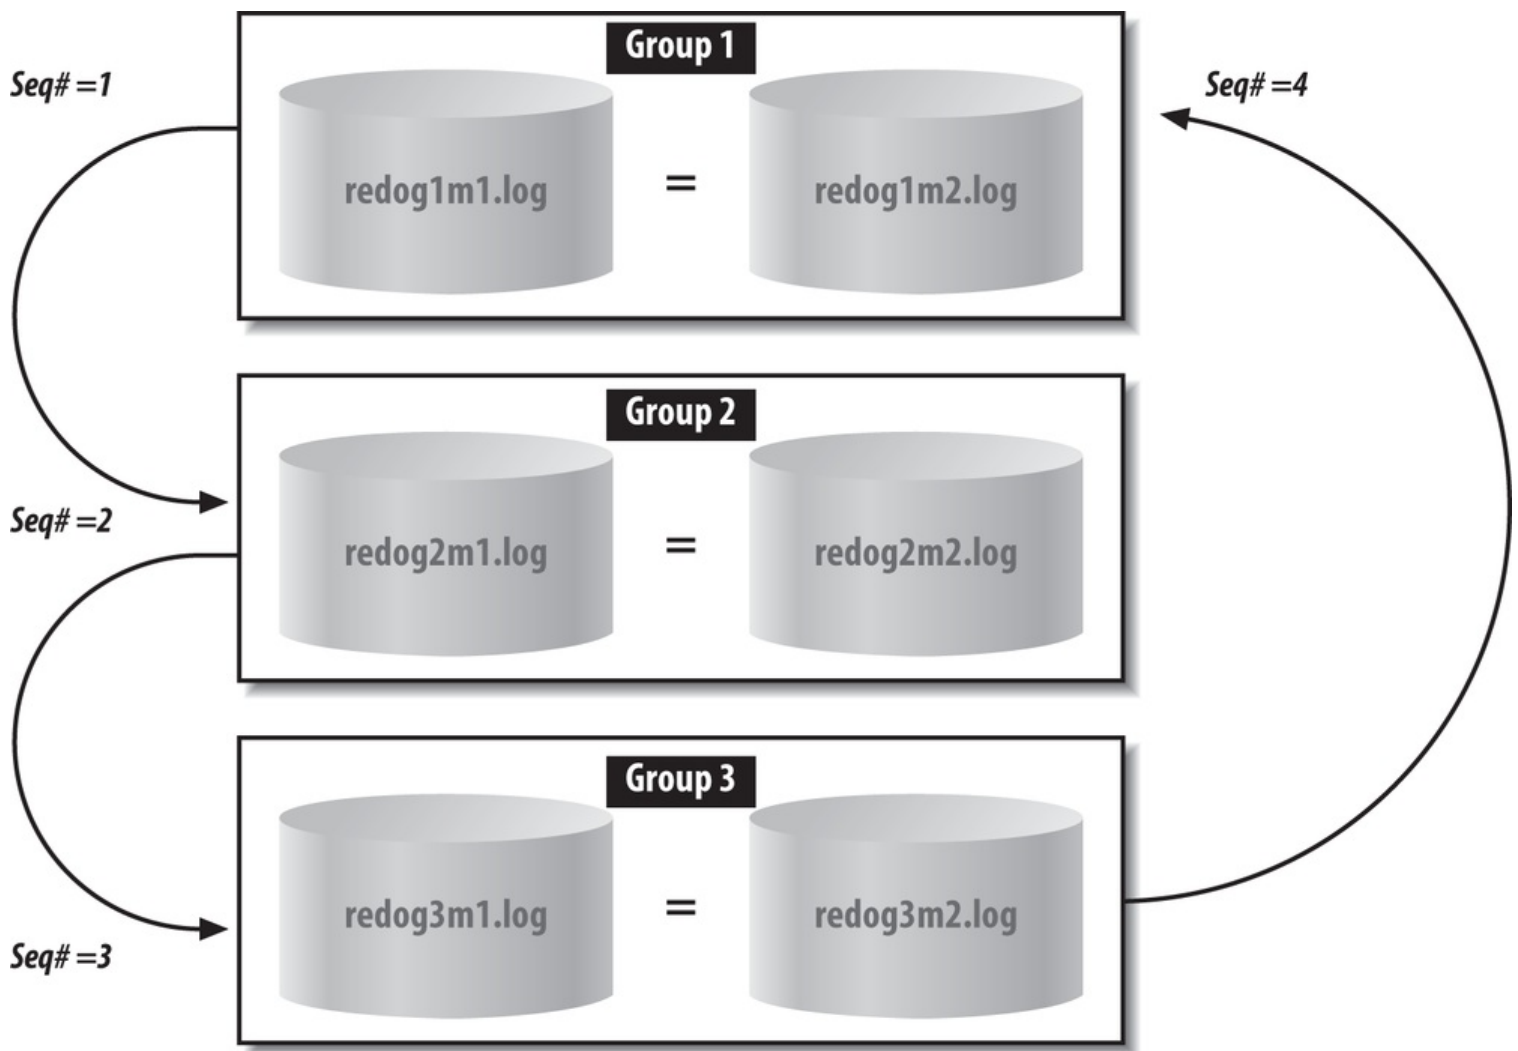 Group 1
Seq# =1
Seq# =4
redog1m1.log
=
redog1m2.log
Group 2
redog2m1.log
=
redog2m2.log
Seq# =2
Group 3
redog3m1.log
=
redog3m2.log
Seq# =3